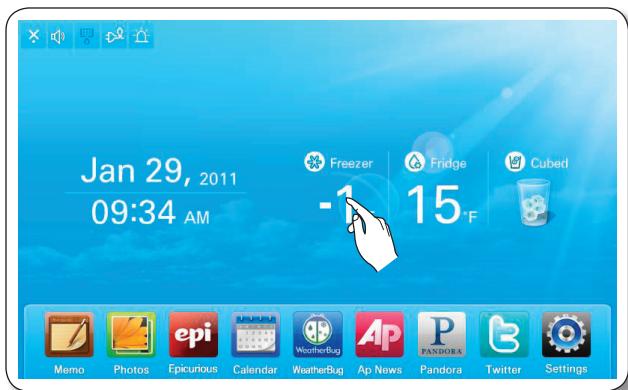 Freezer
Fridge
Cubed
Jan 29, 2011
09:34 AM
-1
15°F
epi
WeatherBug
AP
P
PANDORA
Memo
Photos
Epicurious
Calendar
WeatherBug
Ap News
Pandora
Twitter
Settings